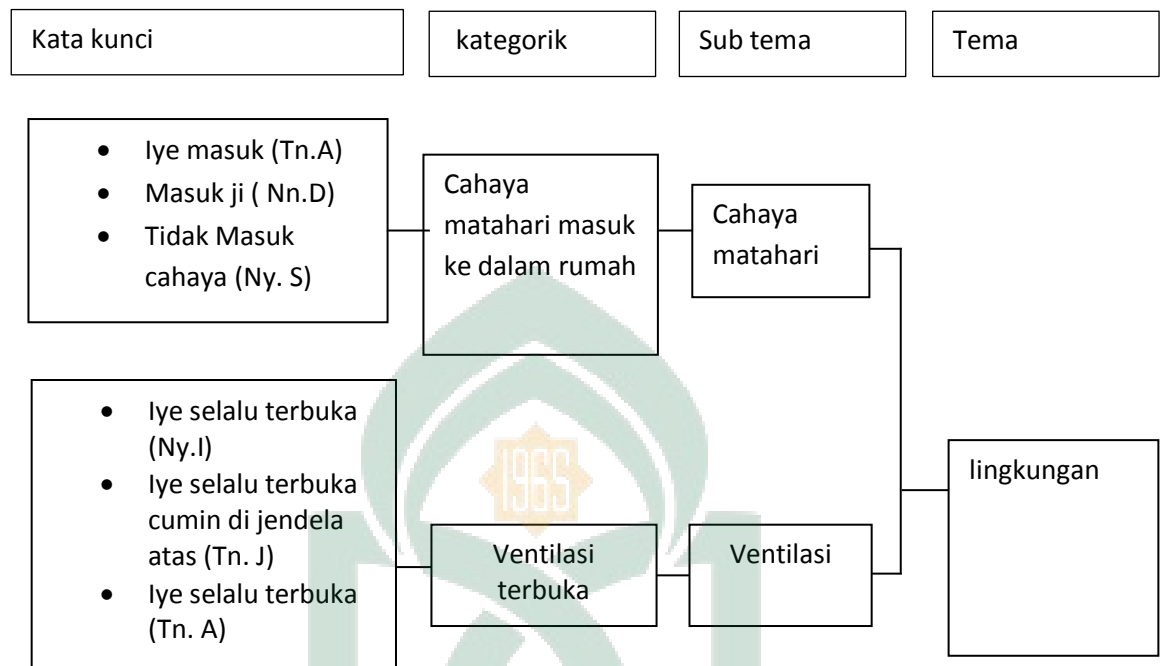 Kata kunci
kategorik
Sub tema
Tema
• Iye masuk (Tn.A)
• Masuk ji ( Nn.D)
• Tidak Masuk
cahaya (Ny. S)
Cahaya
matahari masuk
ke dalam rumah
Cahaya
matahari
• Iye selalu terbuka
(Ny.I)
• Iye selalu terbuka
cumin di jendela
atas (Tn. J)
• Iye selalu terbuka
(Tn. A)
Ventilasi
terbuka
Ventilasi
lingkungan
1965